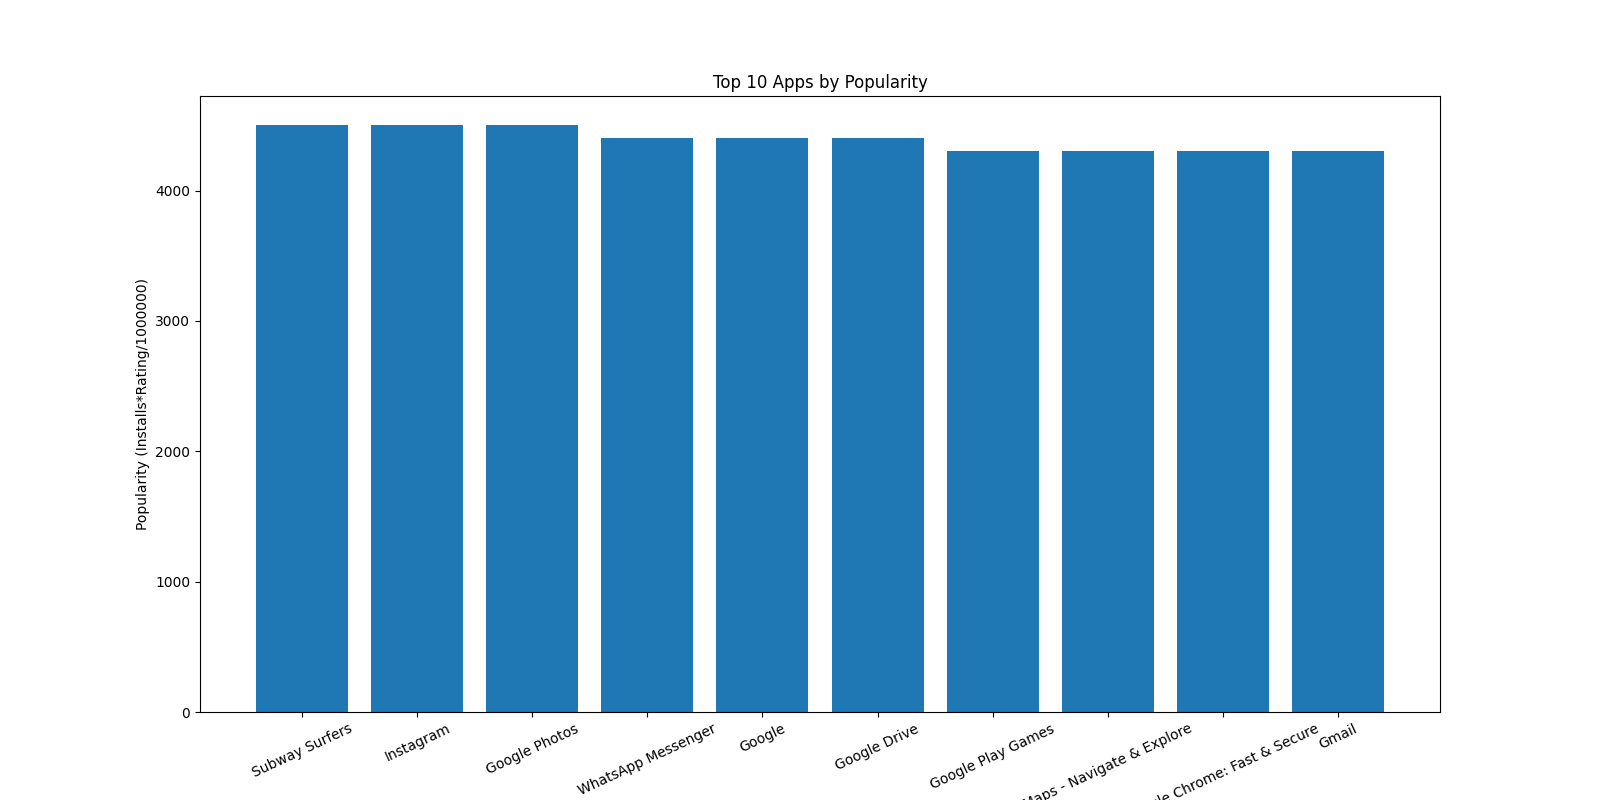 Top 10 Apps by Popularity
Popularity (Installs*Rating/1000000)
4000
3000
2000
1000
0
Subway Surfers
Instagram
Google Photos
WhatsApp Messenger
Google
Google Drive
Google Play Games
Maps - Navigate & Explore
Chrome: Fast & Secure
Gmail